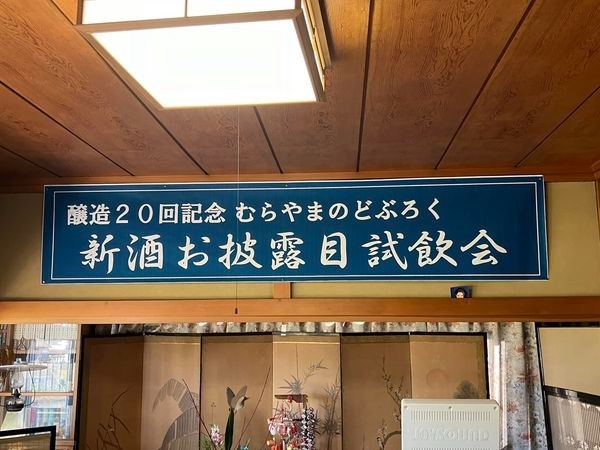 醸造20回記念 むらやまのどぶろく
新酒お披露目試飲会